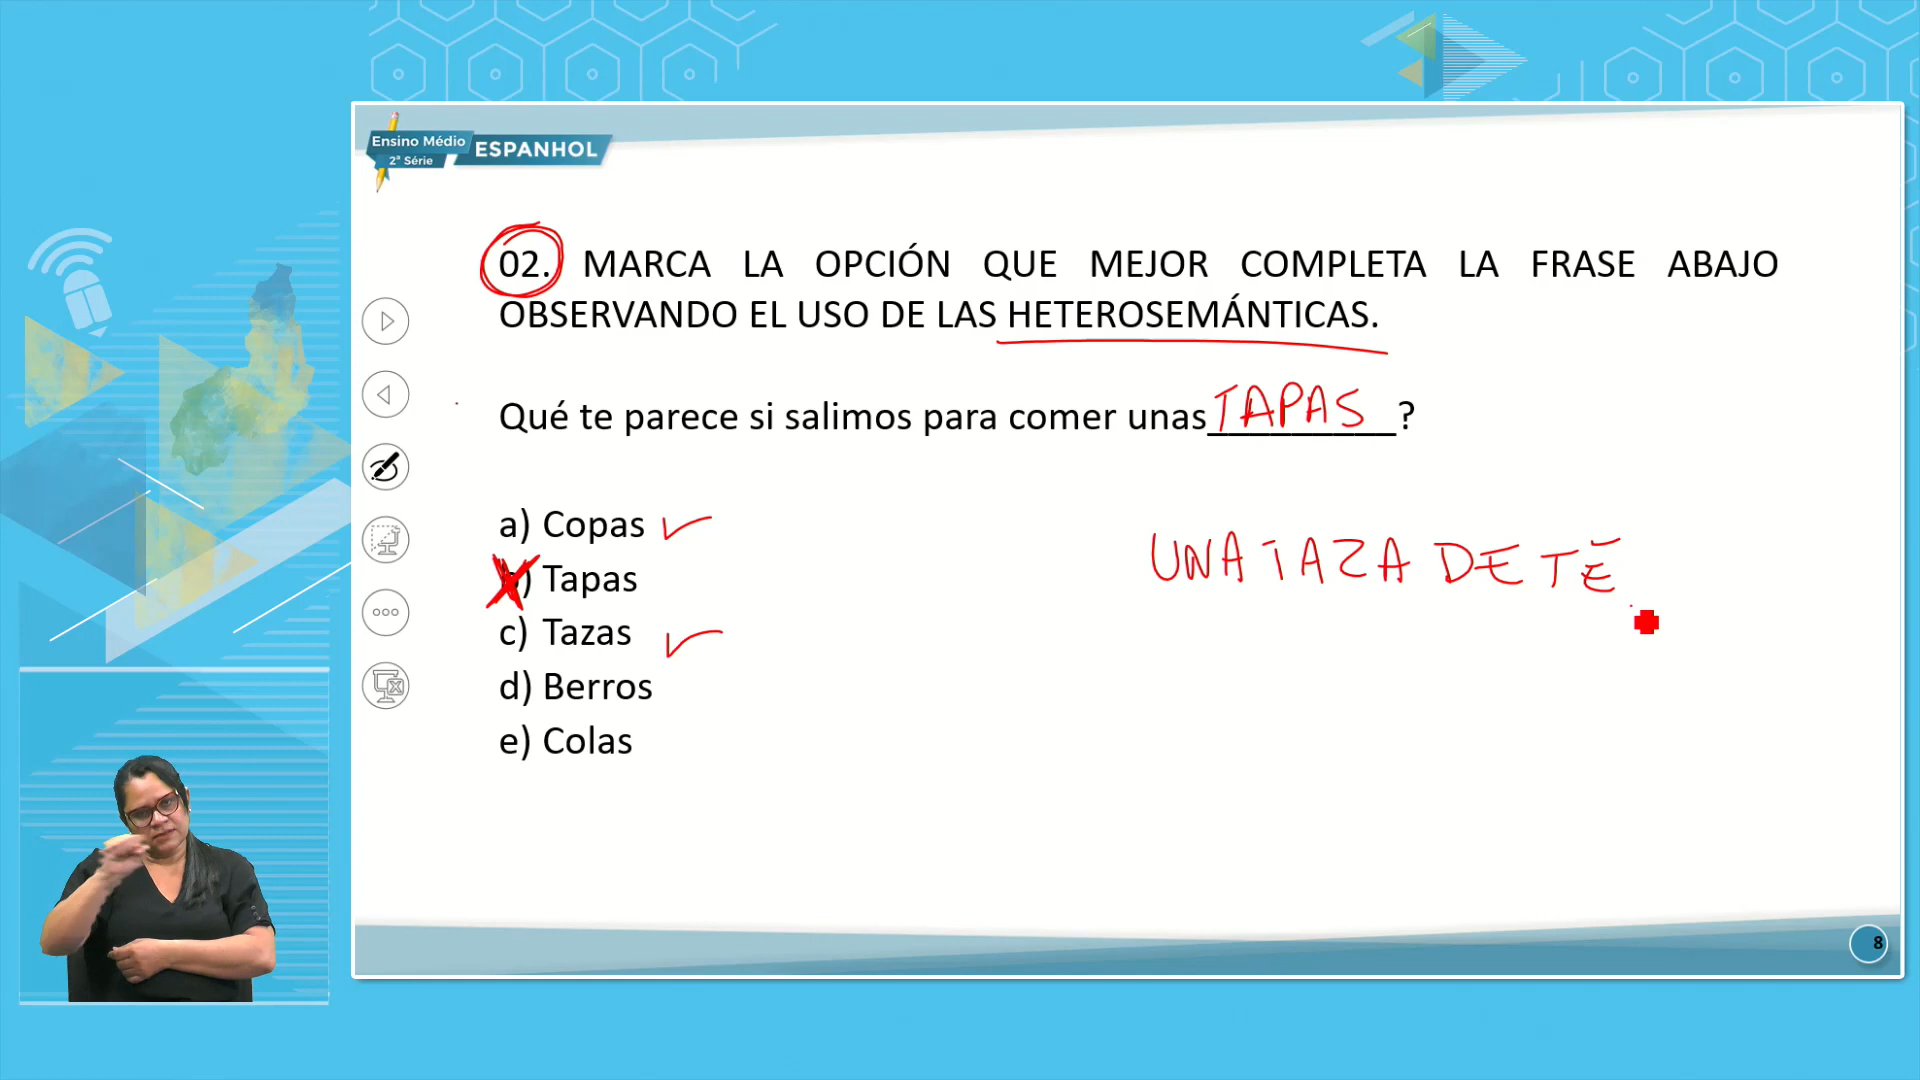 Ensino Médio
2ª Série
ESPANHOL
02. MARCA LA OPCIÓN QUE MEJOR COMPLETA LA FRASE ABAJO
OBSERVANDO EL USO DE LAS HETEROSEMÁNTICAS.
Qué te parece si salimos para comer unas TAPAS_________?
a) Copas
b) Tapas
c) Tazas
d) Berros
e) Colas
UNA TAZA DE TÉ
8